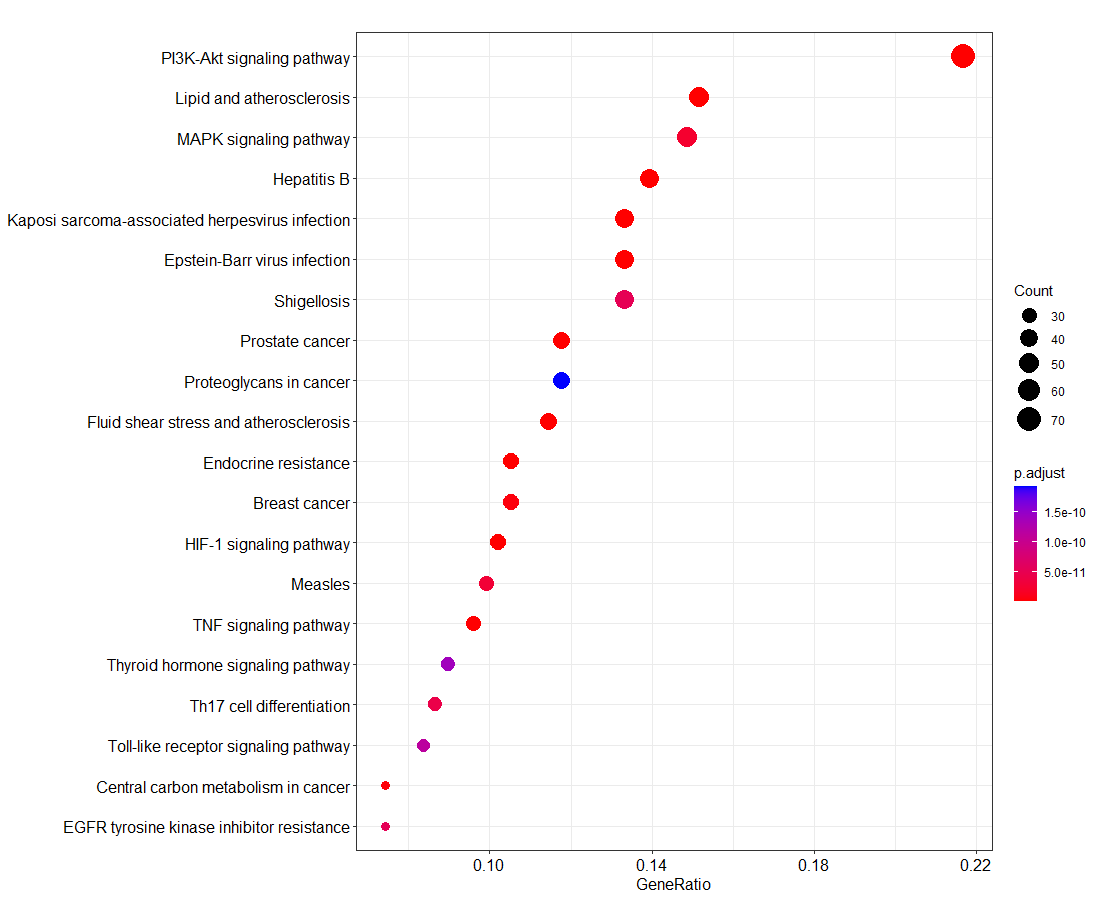 PI3K-Akt signaling pathway
Lipid and atherosclerosis
MAPK signaling pathway
Hepatitis B
Kaposi sarcoma-associated herpesvirus infection
Epstein-Barr virus infection
Shigellosis
Prostate cancer
Proteoglycans in cancer
Fluid shear stress and atherosclerosis
Endocrine resistance
Breast cancer
HIF-1 signaling pathway
Measles
TNF signaling pathway
Thyroid hormone signaling pathway
Th17 cell differentiation
Toll-like receptor signaling pathway
Central carbon metabolism in cancer
EGFR tyrosine kinase inhibitor resistance
0.10 0.14 0.18 0.22
GeneRatio
Count
30
40
50
60
70
p.adjust
1.5e-10
1.0e-10
5.0e-11